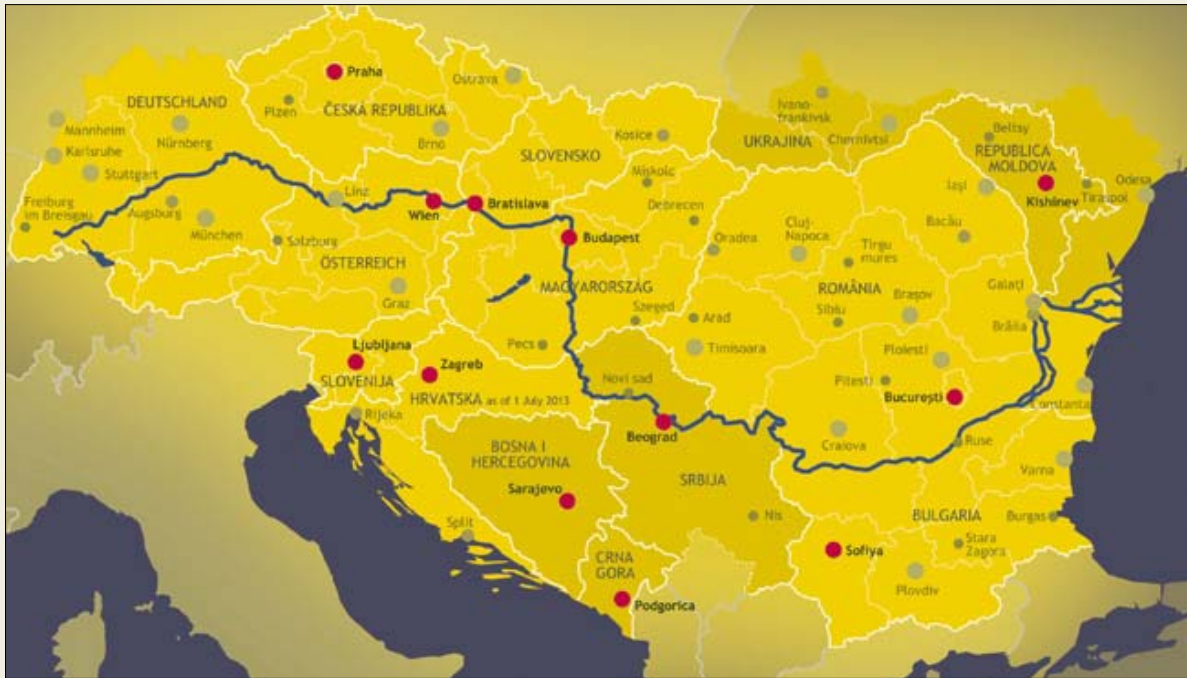 Praha
Ostrava
Plzen
DEUTSCHLAND
ČESKÁ REPUBLIKA
Mannheim
Nürnberg
Brno
Karlsruhe
Stuttgart
SLOVENSKO
Kosice
Ivano-
frankivsk
Chernivtsi
UKRAJINA
Beltsy
REPUBLICA
MOLDOVA
Kishinev
Tiraspol
Odesa
Freiburg
im Breisgau
Augsburg
München
Linz
Wien
Bratislava
Miskolc
Debrecen
Iaşi
Salzburg
Budapest
Oradea
Cluj-
Napoca
Tirgu
mures
Bacău
ÖSTERREICH
Graz
MAGYARORSZÁG
ROMÂNIA
Galaţi
Szeged
Arad
Sibiu
Braşov
Brăila
Ljubljana
SLOVENIJA
Zagreb
Pecs
Timisoara
Ploiesti
Novi sad
Pitesti
HRVATSKA as of 1 July 2013
Bucureşti
Constanta
Rijeka
Beograd
Craiova
Ruse
BOSNA I
HERCEGOVINA
SRBIJA
Varna
Sarajevo
Nis
BULGARIA
Burgas
Split
Sofiya
Stara
Zagora
CRNA
GORA
Plovdiv
Podgorica